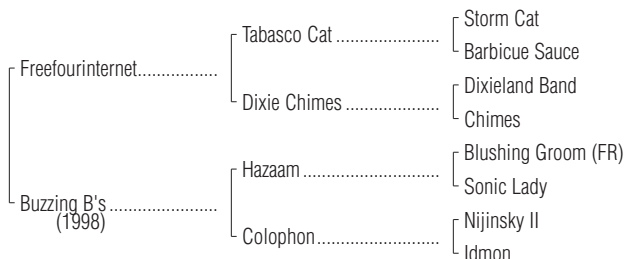 Storm Cat
Tabasco Cat
Barbicue Sauce
Freefourinternet
Dixieland Band
Dixie Chimes
Chimes
Blushing Groom (FR)
Hazaam
Sonic Lady
Buzzing B's
(1998)
Nijinsky II
Colophon
Idmon